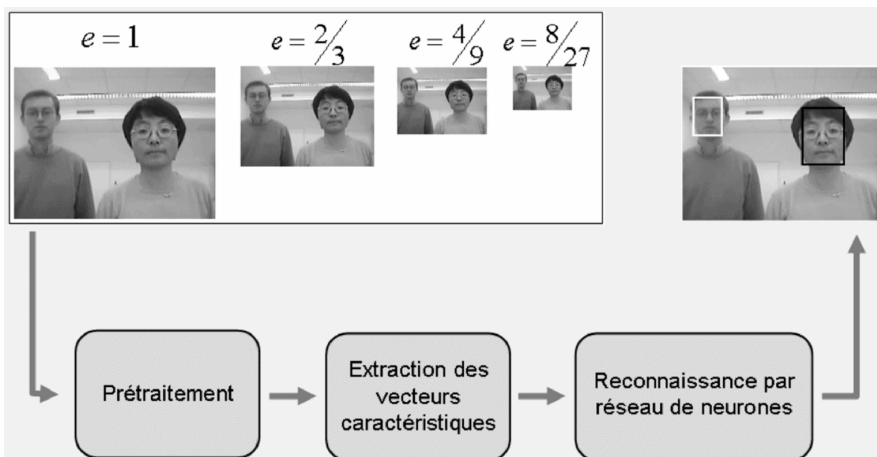 e = 1
e = 2/3
e = 4/9
e = 8/27
Prétraitement
Extraction des
vecteurs
caractéristiques
Reconnaissance par
réseau de neurones